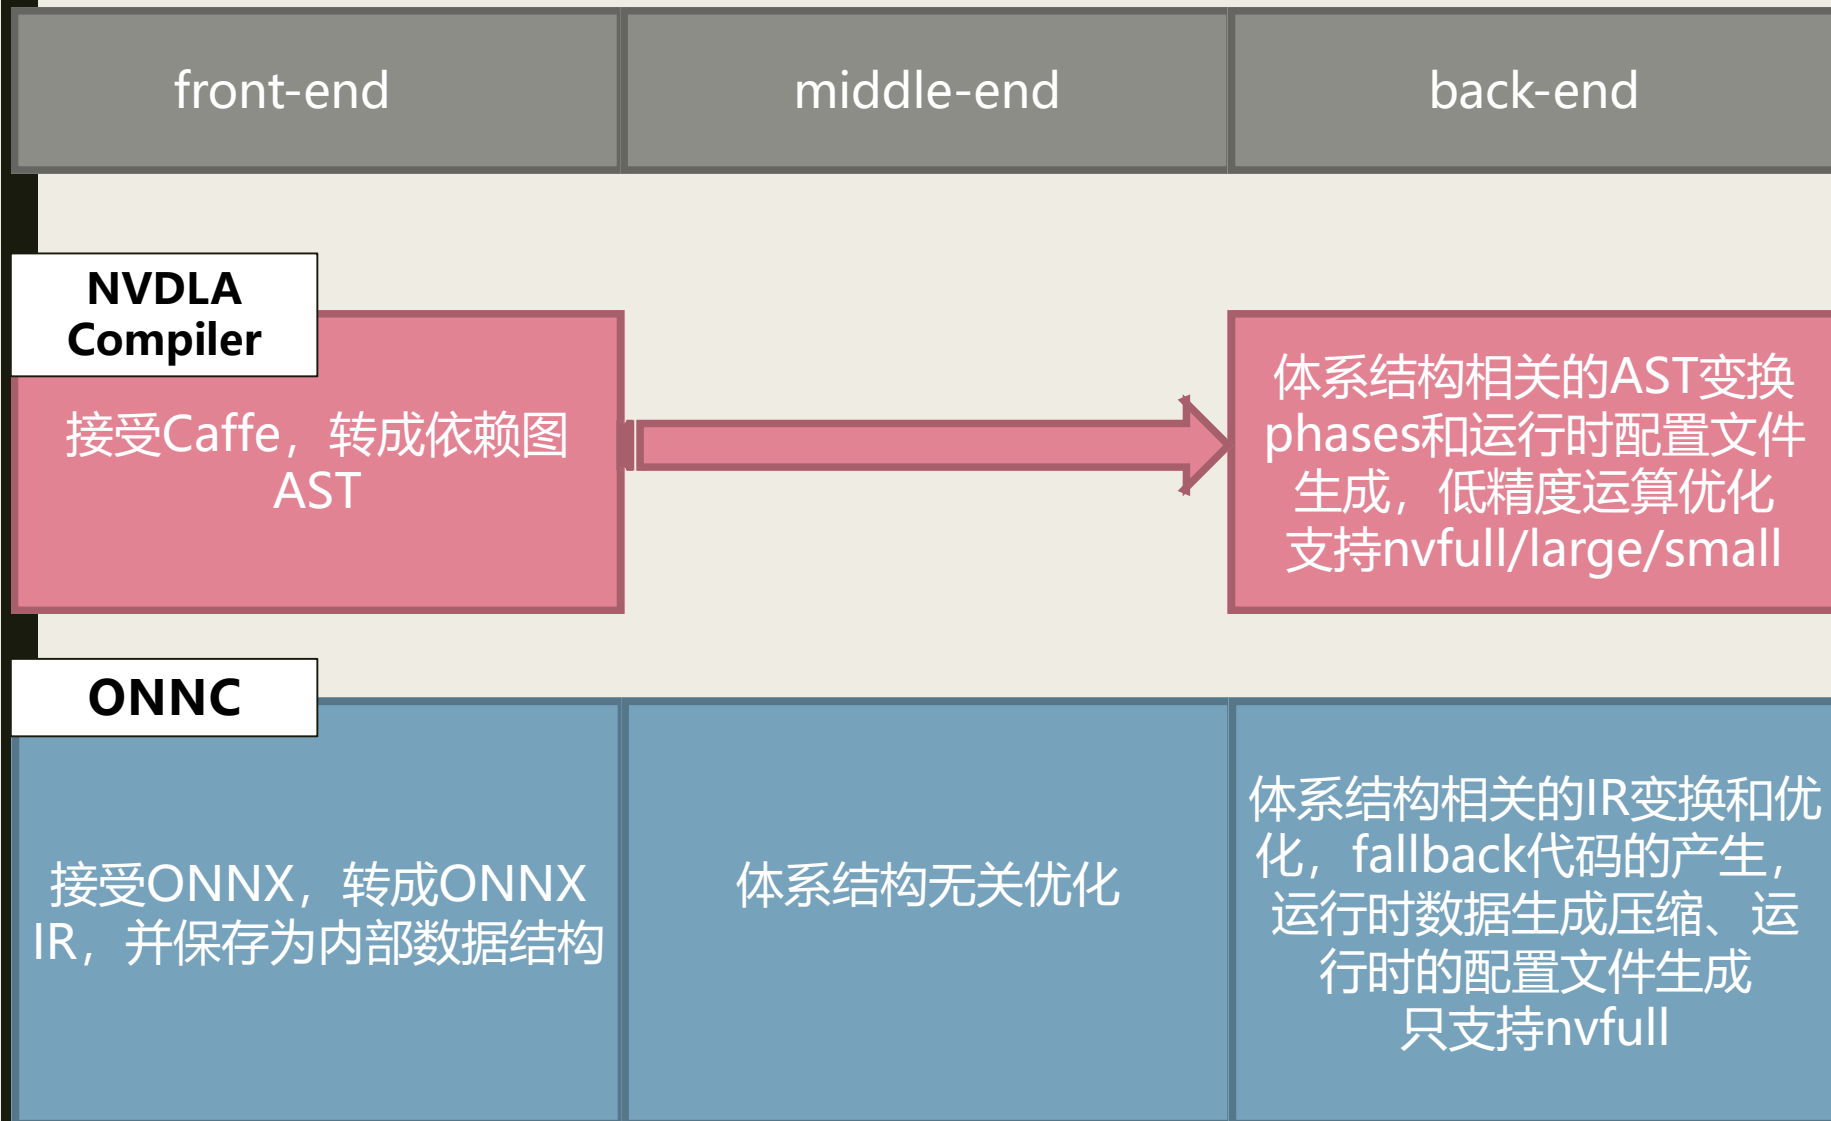 front-end
middle-end
back-end
NVDLA
Compiler
接受Caffe，转成依赖图
AST
体系结构相关的AST变换
phases和运行时配置文件
生成，低精度运算优化
支持nvfull/large/small
ONNC
接受ONNX，转成ONNX
IR，并保存为内部数据结构
体系结构无关优化
体系结构相关的IR变换和优
化，fallback代码的产生，
运行时数据生成压缩、运
行时的配置文件生成
只支持nvfull